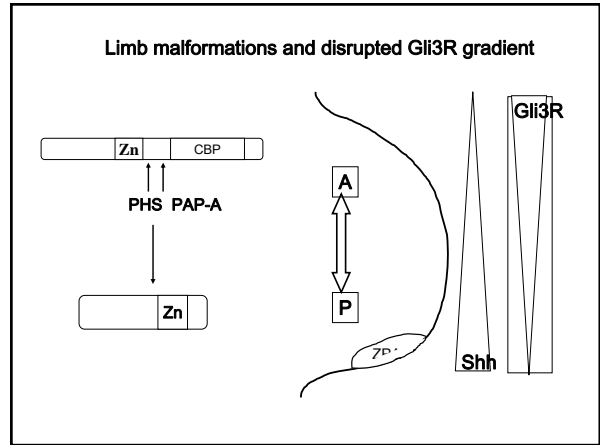 Limb malformations and disrupted Gli3R gradient
Gli3R
Zn CBP
A
PHS PAP-A
P
Zn
Shh